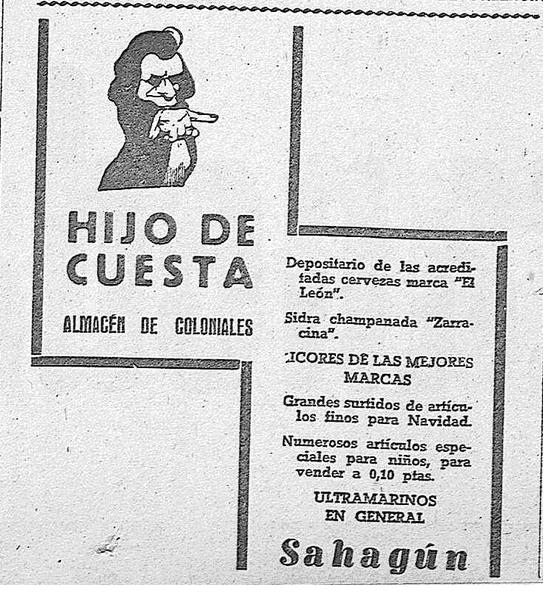 HIJO DE
CUESTA
ALMACÉN DE COLONIALES
Depositario de las acredi-
tadas cervezas marca "El
León".
Sidra champanada "Zarra-
cina".
ICORES DE LAS MEJORES
MARCAS
Grandes surtidos de artícu-
los finos para Navidad.
Numerosos artículos espe-
ciales para niños, para
vender a 0,10 ptas.
ULTRAMARINOS
EN GENERAL
Sahagún